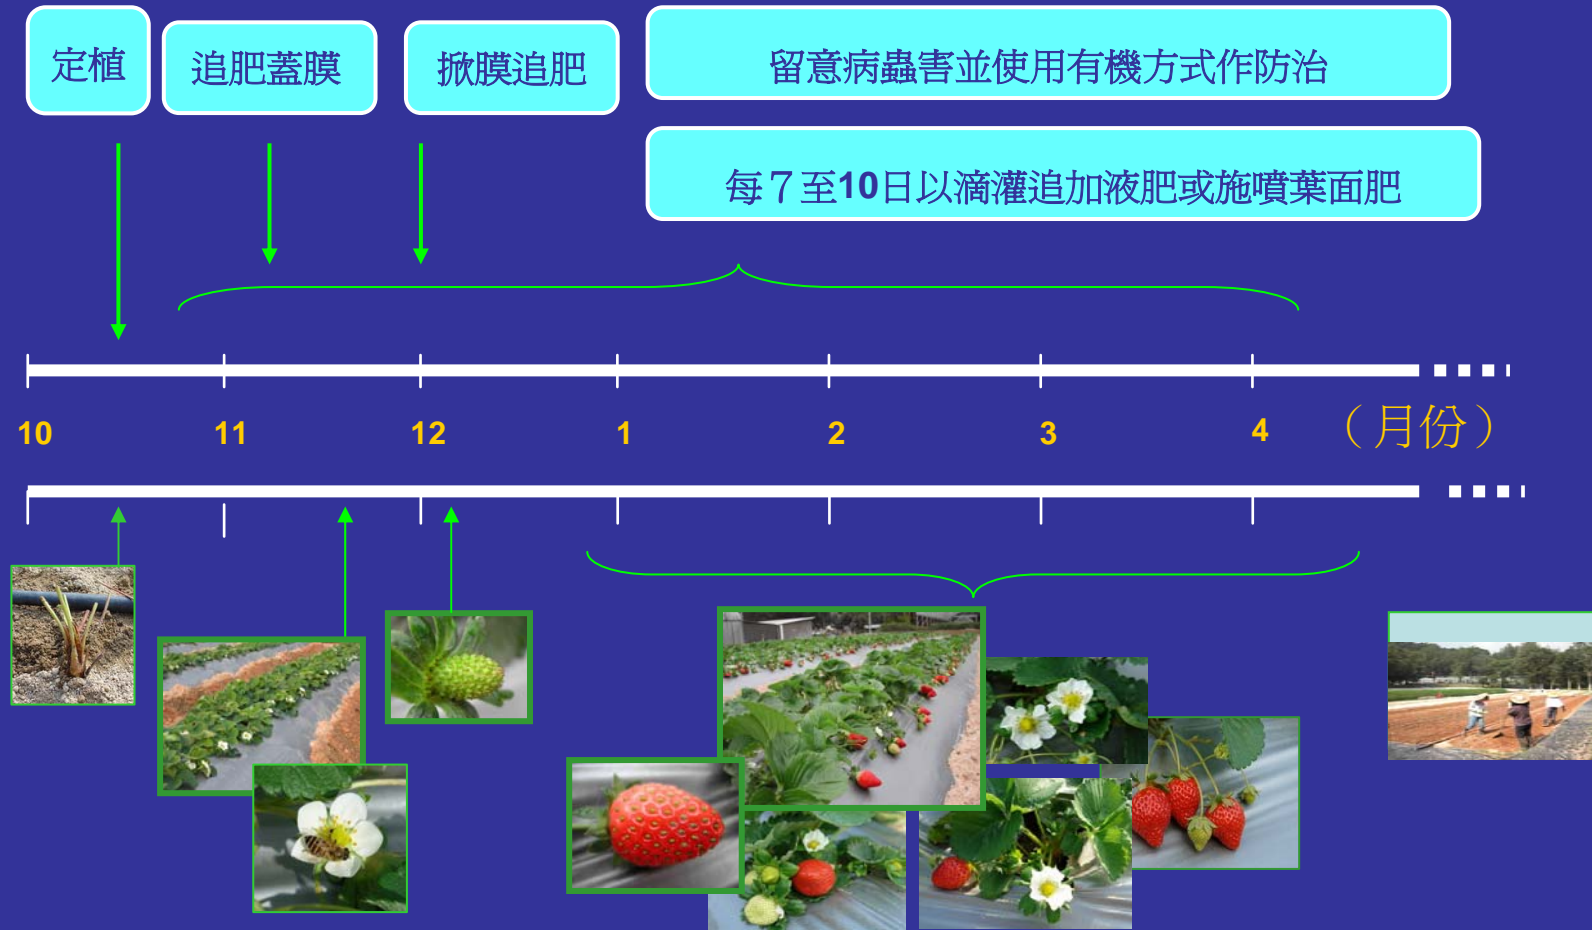 定植
追肥蓋膜
掀膜追肥
留意病蟲害並使用有機方式作防治
每７至10日以滴灌追加液肥或施噴葉面肥
10 11 12 1 2 3 4 （月份）